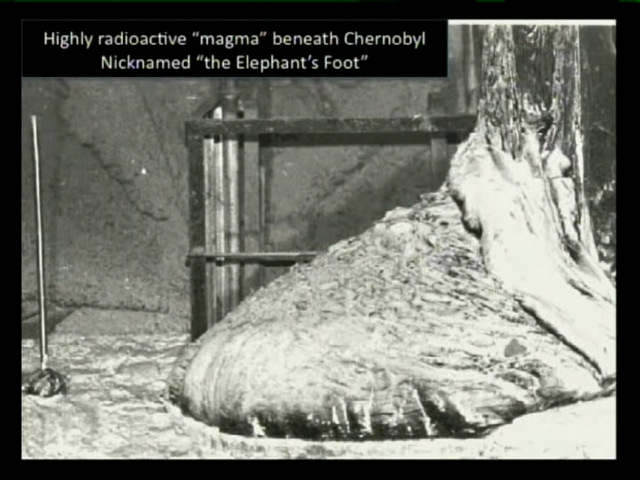 Highly radioactive “magma” beneath Chernobyl
Nicknamed “the Elephant’s Foot”